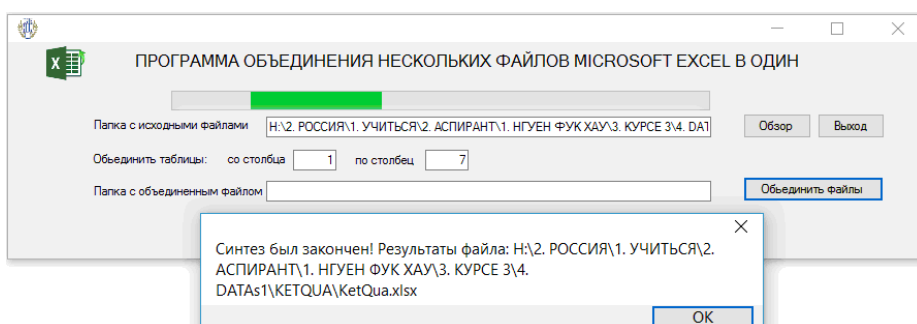 ПРОГРАММА ОБЪЕДИНЕНИЯ НЕСКОЛЬКИХ ФАЙЛОВ MICROSOFT EXCEL В ОДИН
Папка с исходными файлами H:\2. РОССИЯ\1. УЧИТЬСЯ\2. АСПИРАНТ\1. НГУЕН ФУК ХАУ\3. КУРСЕ 3\4. DAT Обзор Выход
Объединить таблицы: со столбца 1 по столбец 7
Папка с объединенным файлом Объединить файлы
Синтез был закончен! Результаты файла: H:\2. РОССИЯ\1. УЧИТЬСЯ\2.
АСПИРАНТ\1. НГУЕН ФУК ХАУ\3. КУРСЕ 3\4.
DATAs1\KETQUA\KetQua.xlsx
OK